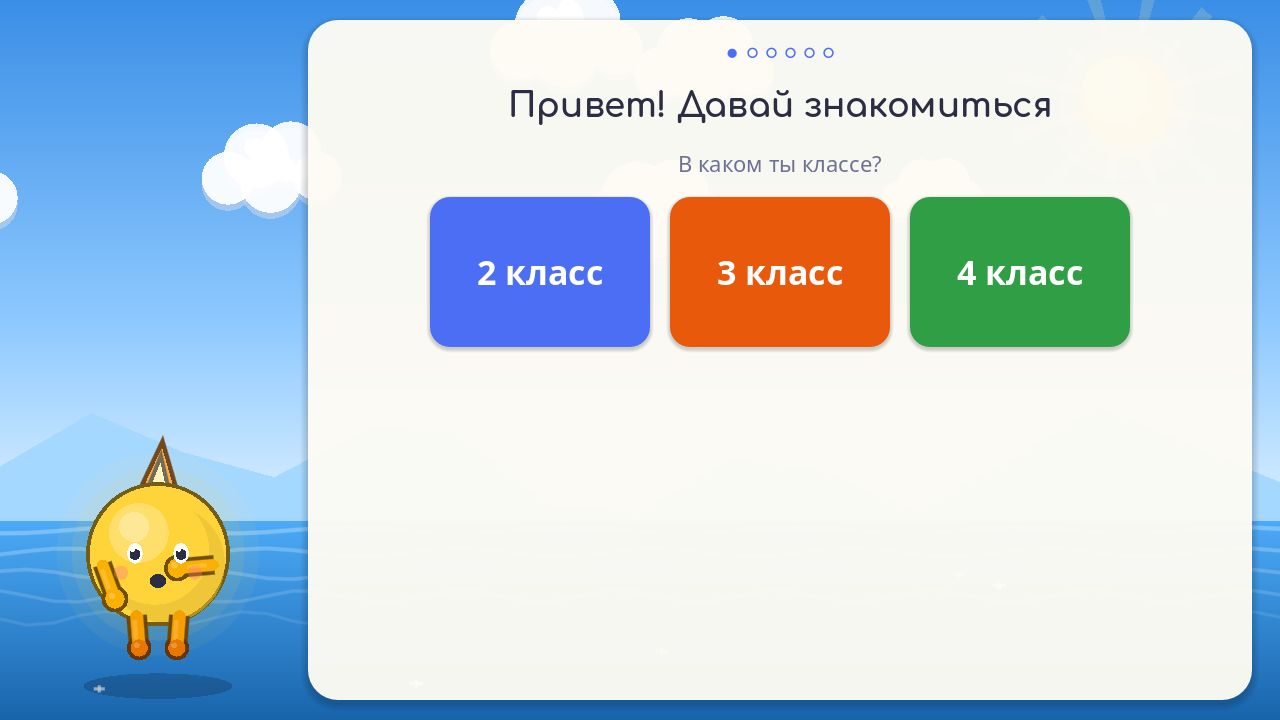 Привет! Давай знакомиться
В каком ты классе?
2 класс
3 класс
4 класс